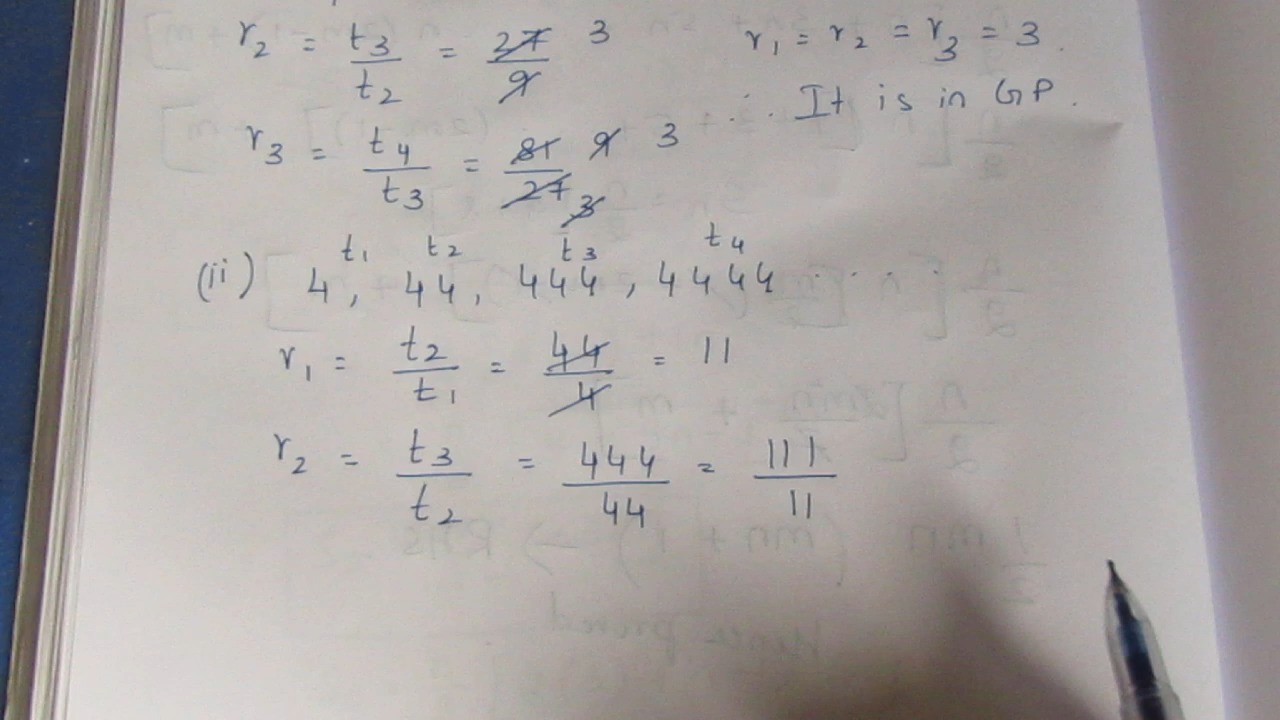 r₂ = t₃/t₂ = 27/9 3 r₁ = r₂ = r₃ = 3.
∴ It is in GP.
r₃ = t₄/t₃ = 81/27 9 3 3
t₁ t₂ t₃ t₄
(ii) 4, 44, 444, 4444 . . . .
r₁ = t₂/t₁ = 44/4 = 11
r₂ = t₃/t₂ = 444/44 = 111/11